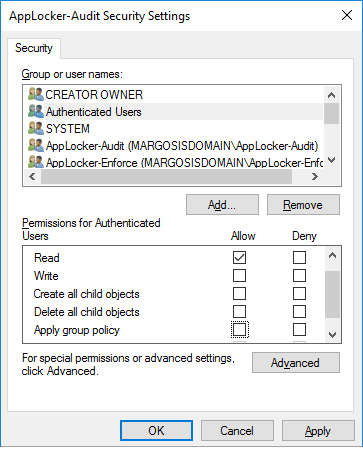 AppLocker-Audit Security Settings
Security
Group or user names:
CREATOR OWNER
Authenticated Users
SYSTEM
AppLocker-Audit (MARGOSISDOMAIN\AppLocker-Audit)
AppLocker-Enforce (MARGOSISDOMAIN\AppLocker-Enfc
Add... Remove
Permissions for Authenticated
Users Allow Deny
Read
Write
Create all child objects
Delete all child objects
Apply group policy
For special permissions or advanced settings,
click Advanced. Advanced
OK Cancel Apply